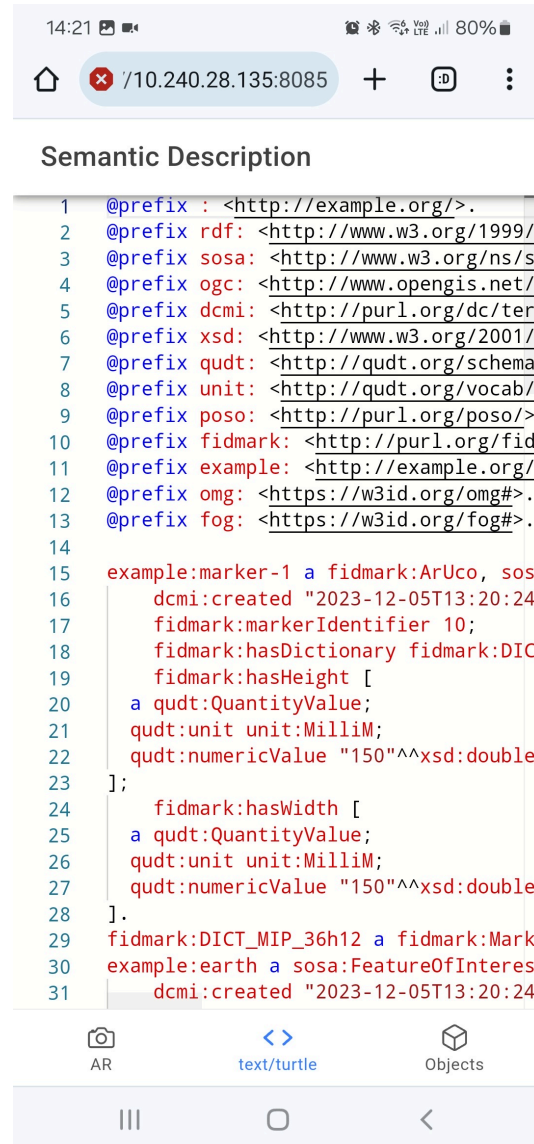 14:21 Vo) LTE 80%
/10.240.28.135:8085 :D
Semantic Description
1 @prefix : <http://example.org/>.
2 @prefix rdf: <http://www.w3.org/1999/
3 @prefix sosa: <http://www.w3.org/ns/s
4 @prefix ogc: <http://www.opengis.net/
5 @prefix dcmi: <http://purl.org/dc/ter
6 @prefix xsd: <http://www.w3.org/2001/
7 @prefix qudt: <http://qudt.org/schema
8 @prefix unit: <http://qudt.org/vocab/
9 @prefix poso: <http://purl.org/poso/>
10 @prefix fidmark: <http://purl.org/fid
11 @prefix example: <http://example.org/
12 @prefix omg: <https://w3id.org/omg#>.
13 @prefix fog: <https://w3id.org/fog#>.
14
15 example:marker-1 a fidmark:ArUco, sos
16 dcmi:created "2023-12-05T13:20:24
17 fidmark:markerIdentifier 10;
18 fidmark:hasDictionary fidmark:DIC
19 fidmark:hasHeight [
20 a qudt:QuantityValue;
21 qudt:unit unit:MilliM;
22 qudt:numericValue "150"^^xsd:double
23 ];
24 fidmark:hasWidth [
25 a qudt:QuantityValue;
26 qudt:unit unit:MilliM;
27 qudt:numericValue "150"^^xsd:double
28 ].
29 fidmark:DICT_MIP_36h12 a fidmark:Mark
30 example:earth a sosa:FeatureOfInteres
31 dcmi:created "2023-12-05T13:20:24
AR text/turtle Objects